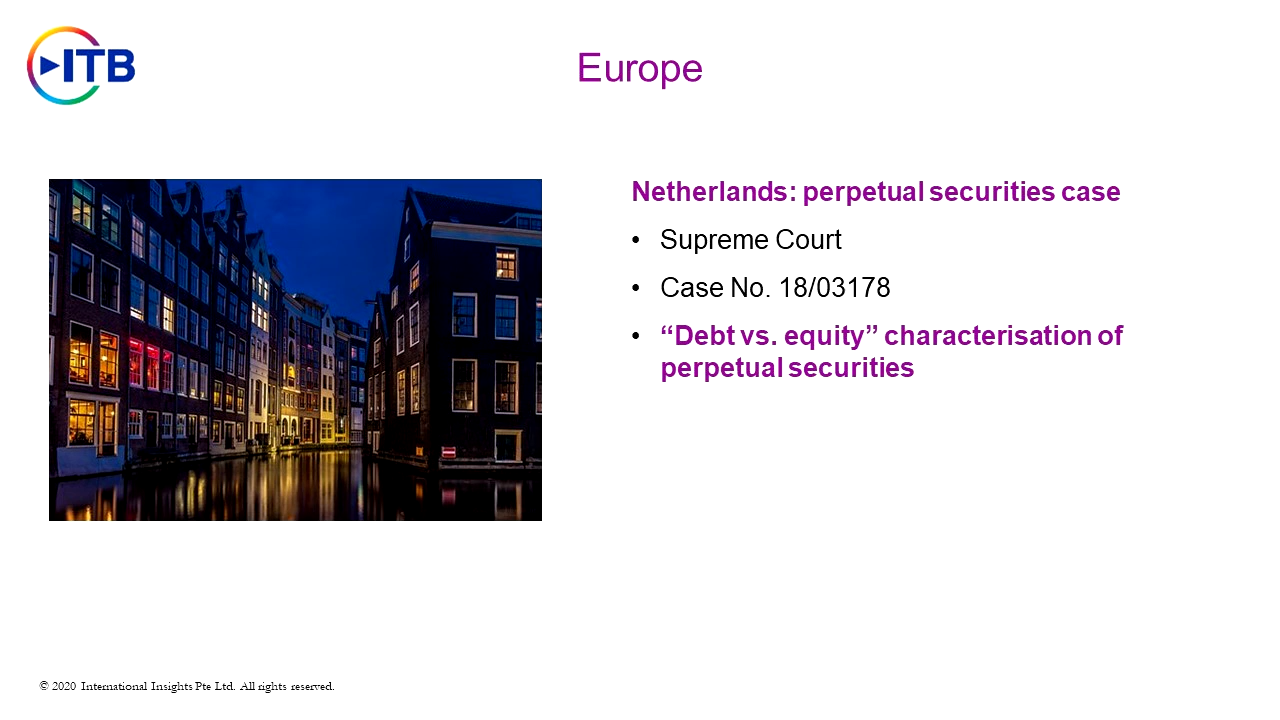 ITB
Europe
Netherlands: perpetual securities case
• Supreme Court
• Case No. 18/03178
• “Debt vs. equity” characterisation of
perpetual securities
© 2020 International Insights Pte Ltd. All rights reserved.